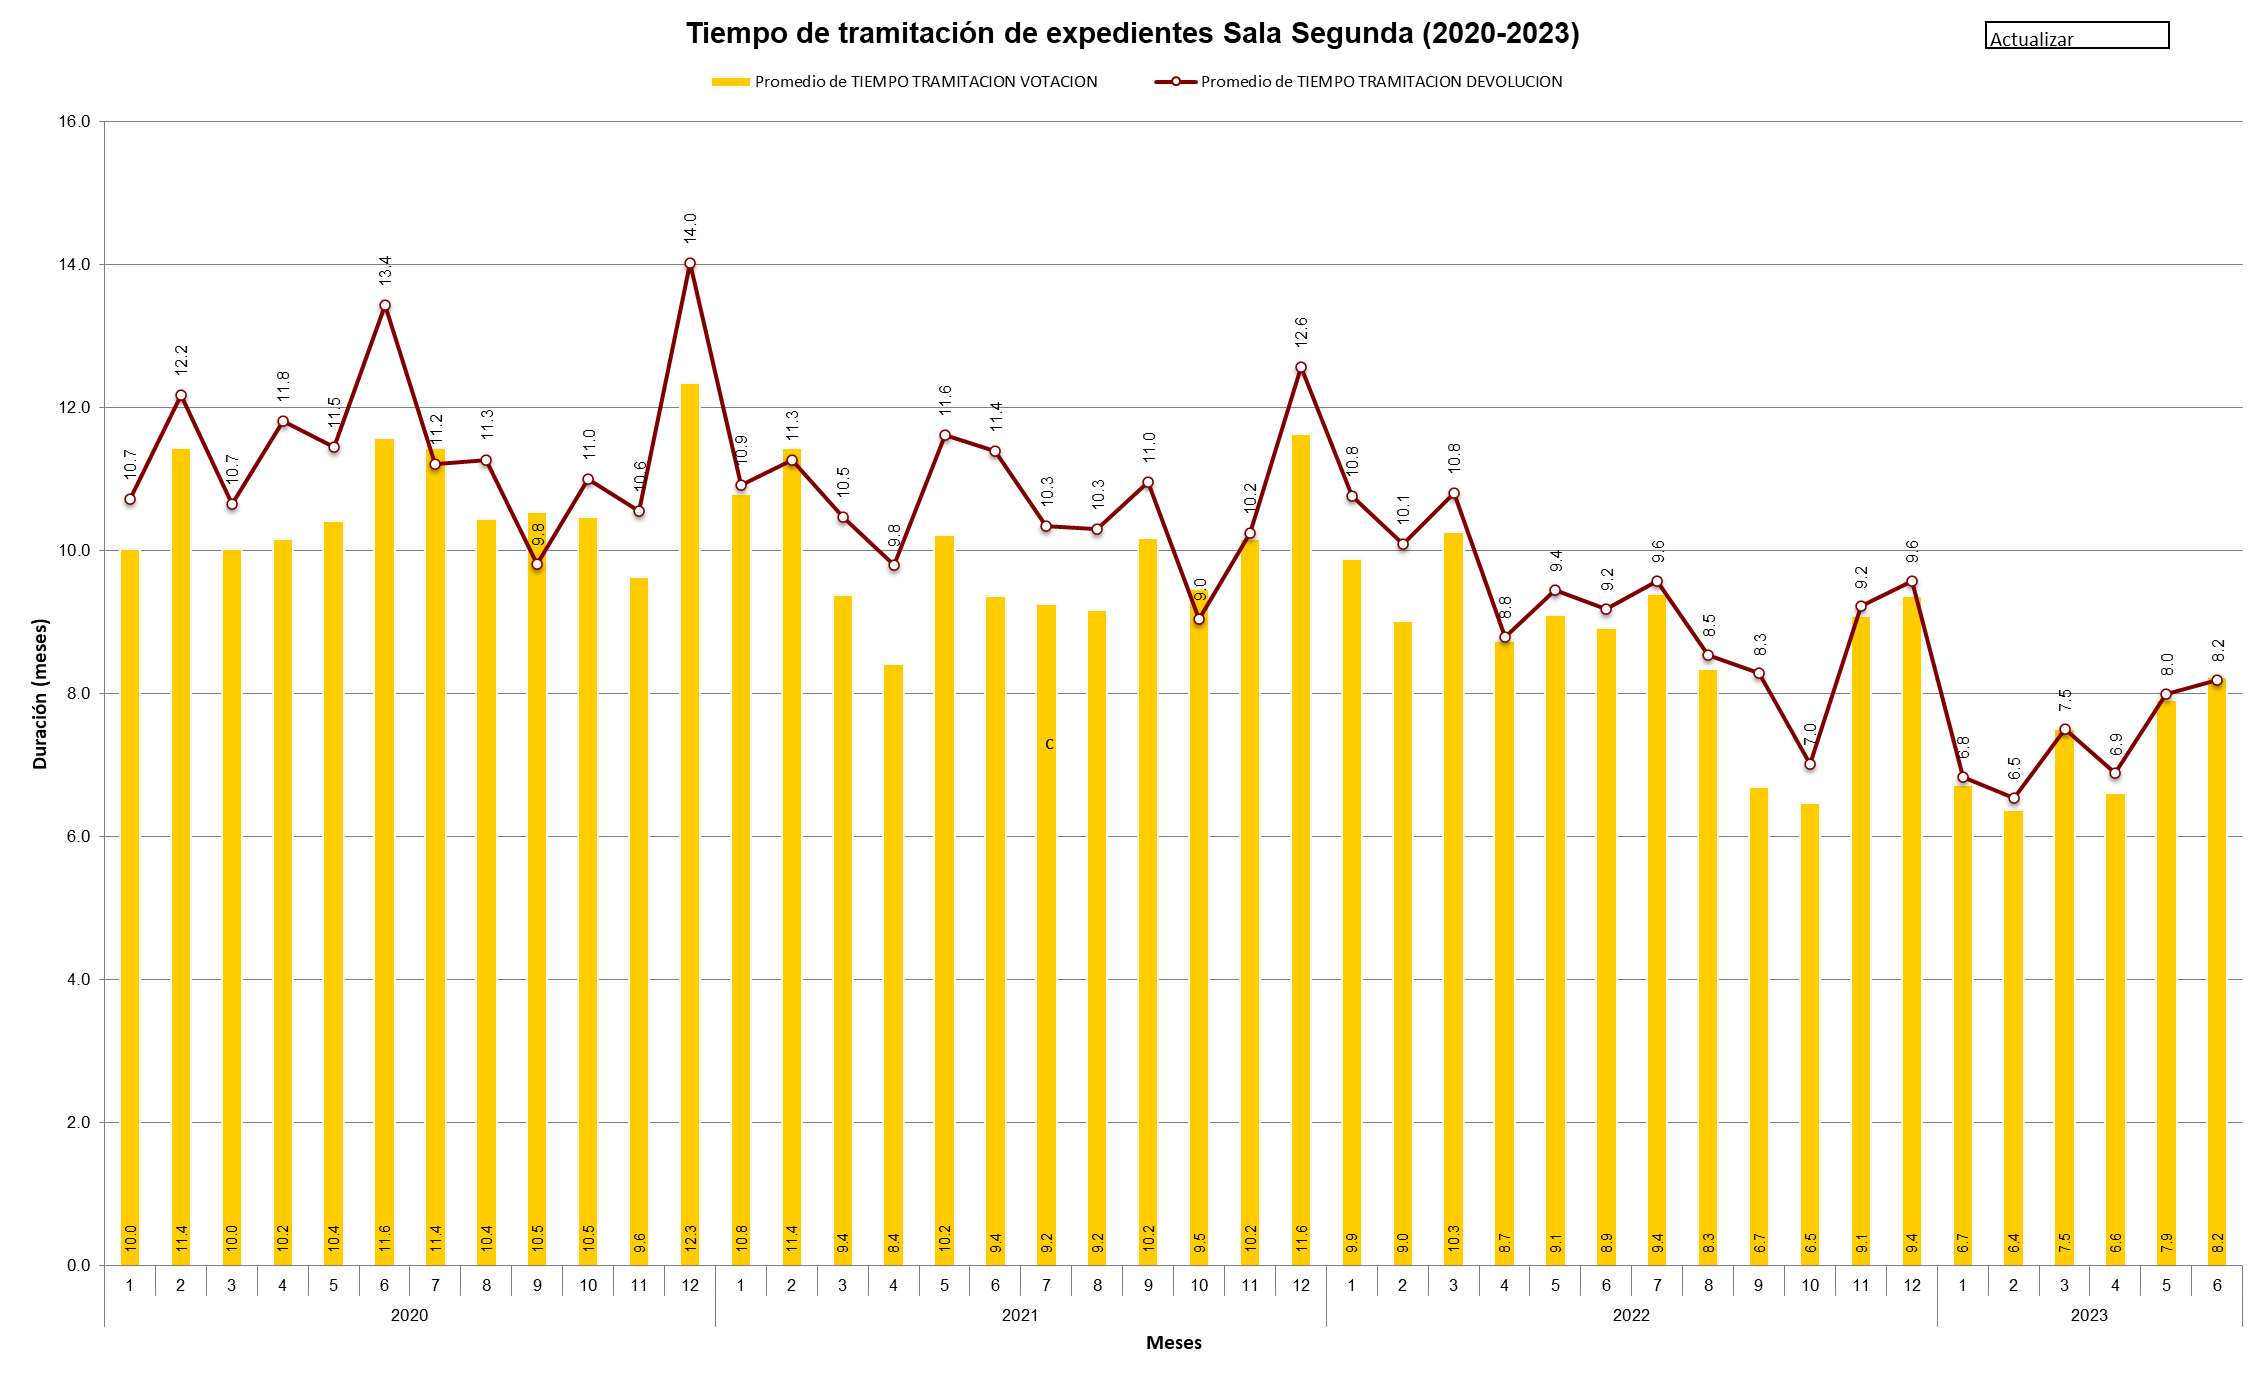 Tiempo de tramitación de expedientes Sala Segunda (2020-2023)
Actualizar
Promedio de TIEMPO TRAMITACION VOTACION
Promedio de TIEMPO TRAMITACION DEVOLUCION
16.0
14.0
12.0
10.0
8.0
6.0
4.0
2.0
0.0
Duración (meses)
10.7 12.2 10.7 11.8 11.5 13.4 11.2 11.3 9.8 11.0 10.6 14.0 10.9 11.3 10.5 9.8 11.6 11.4 10.3 10.3 11.0 9.0 10.2 12.6 10.8 10.1 10.8 8.8 9.4 9.2 9.6 8.5 8.3 7.0 9.2 9.6 6.8 6.5 7.5 6.9 8.0 8.2
c
10.0 11.4 10.0 10.2 10.4 11.6 11.4 10.4 10.5 10.5 9.6 12.3 10.8 11.4 9.4 8.4 10.2 9.4 9.2 9.2 10.2 9.5 10.2 11.6 9.9 9.0 10.3 8.7 9.1 8.9 9.4 8.3 6.7 6.5 9.1 9.4 6.7 6.4 7.5 6.6 7.9 8.2
1 2 3 4 5 6 7 8 9 10 11 12 1 2 3 4 5 6 7 8 9 10 11 12 1 2 3 4 5 6 7 8 9 10 11 12 1 2 3 4 5 6
2020 2021 2022 2023
Meses